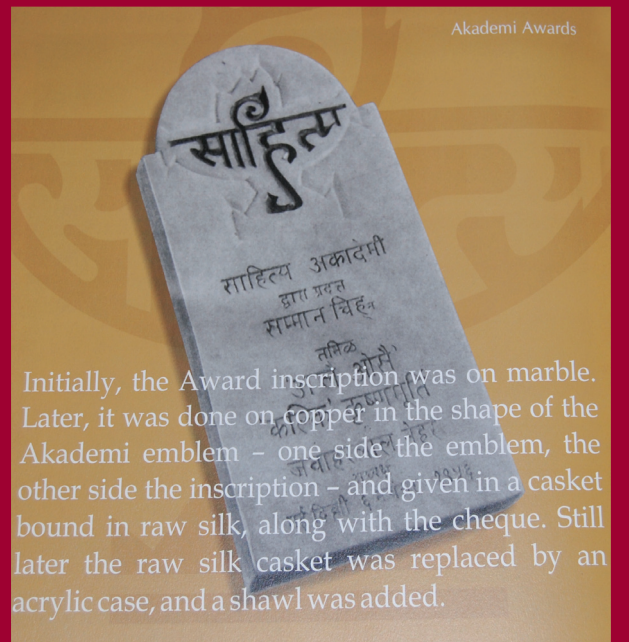 Akademi Awards
साहित्य
साहित्य अकादेमी
द्वारा प्रदत्त
सम्मान चिह्न
तमिळ
Initially, the Award inscription was on marble.
Later, it was done on copper in the shape of the
Akademi emblem – one side the emblem, the
other side the inscription – and given in a casket
bound in raw silk, along with the cheque. Still
later the raw silk casket was replaced by an
acrylic case, and a shawl was added.